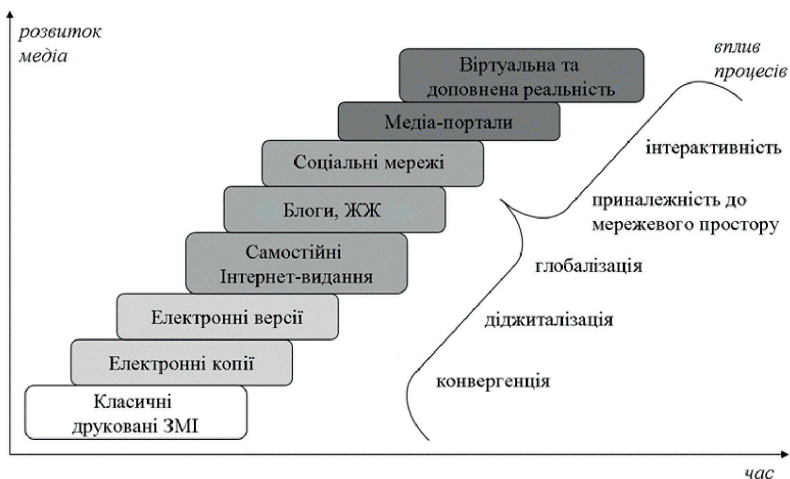 розвиток
медіа
вплив
процесів
Віртуальна та
доповнена реальність
Медіа-портали
Соціальні мережі
Блоги, ЖЖ
Самостійні
Інтернет-видання
Електронні версії
Електронні копії
Класичні
друковані ЗМІ
інтерактивність
приналежність до
мережевого простору
глобалізація
діджиталізація
конвергенція
час